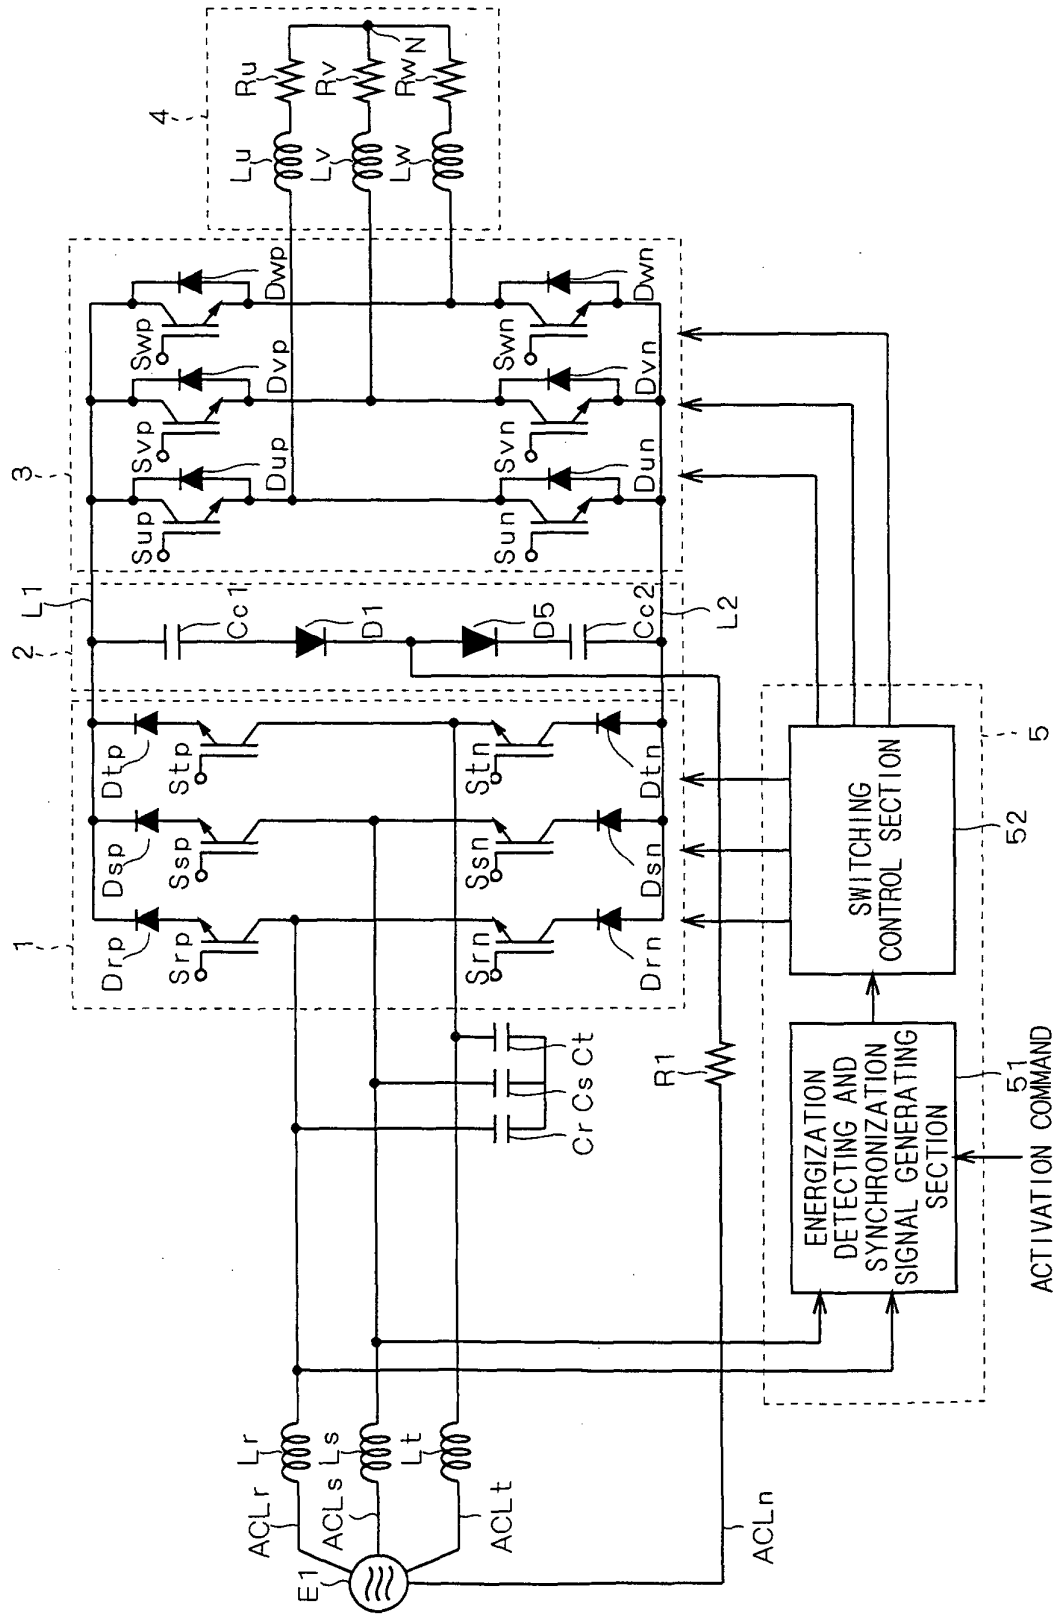 E1
ACLr
ACLs
ACLt
ACLn
Lr
Ls
Lt
Cr
Cs
Ct
R1
1
Drp
Dsp
Dtp
Srp
Ssp
Stp
Srn
Ssn
Stn
Drn
Dsn
Dtn
2
L1
Cc1
D1
D5
Cc2
L2
3
Sup
Svp
Swp
Dup
Dvp
Dwp
Sun
Svn
Swn
Dun
Dvn
Dwn
4
Lu
Lv
Lw
Ru
Rv
Rw
N
5
ENERGIZATION
DETECTING AND
SYNCHRONIZATION
SIGNAL GENERATING
SECTION
51
SWITCHING
CONTROL SECTION
52
ACTIVATION COMMAND